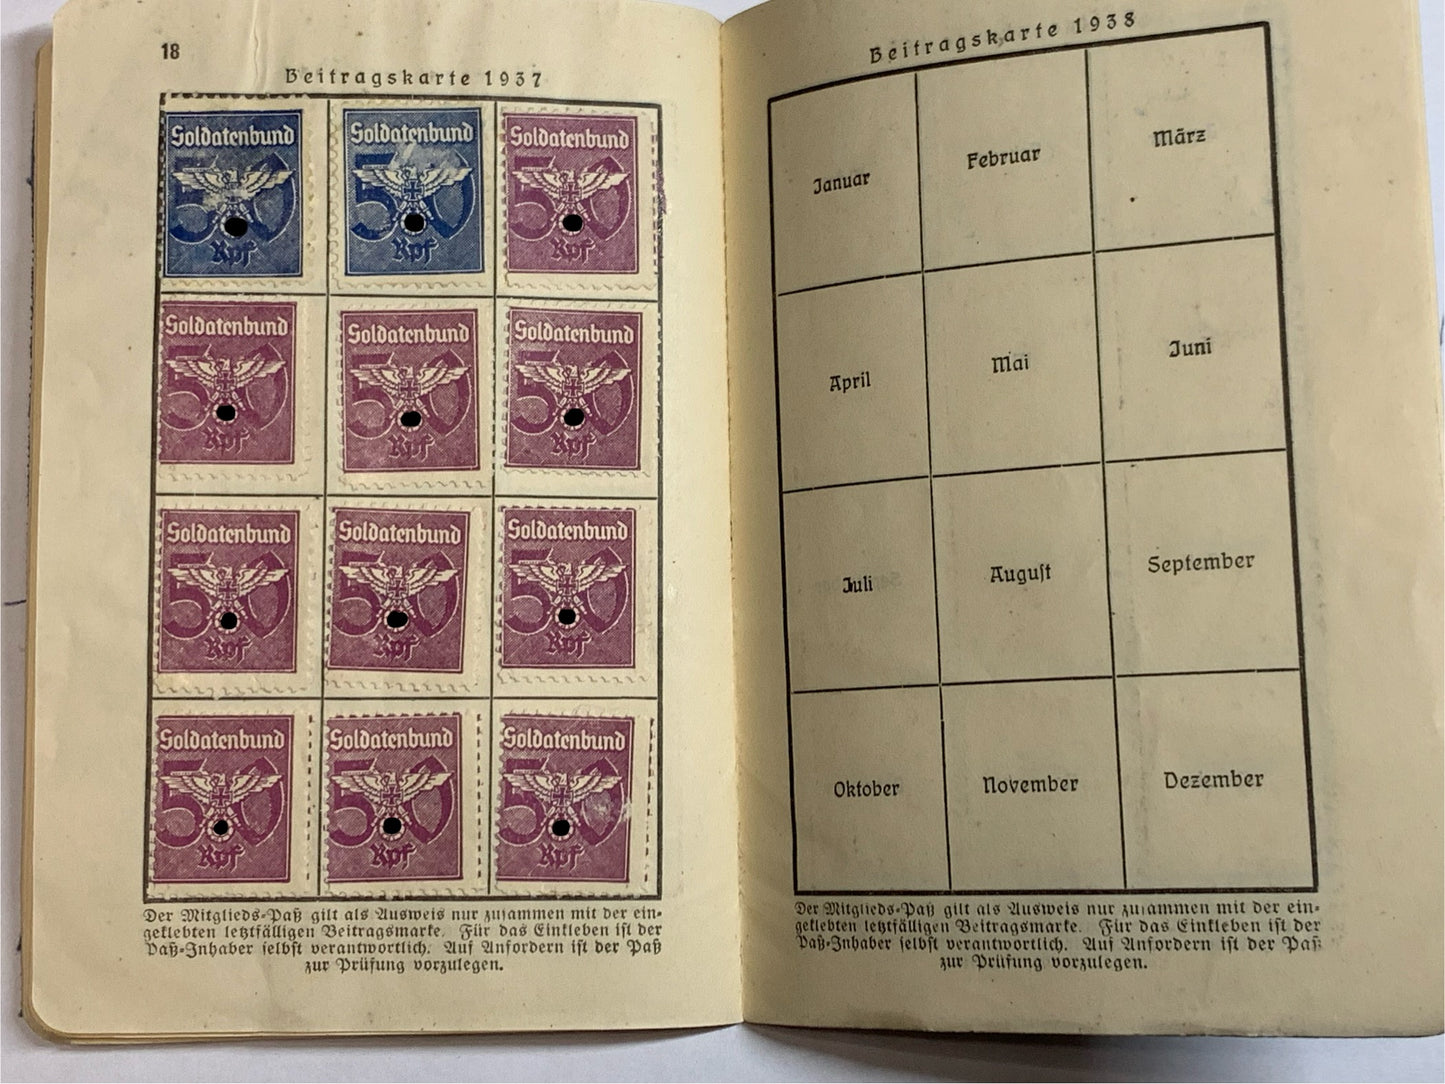 18
Beitragskarte 1937
Soldatenbund
50
Rpf
Soldatenbund
50
Rpf
Soldatenbund
50
Rpf
Soldatenbund
50
Rpf
Soldatenbund
50
Rpf
Soldatenbund
50
Rpf
Soldatenbund
50
Rpf
Soldatenbund
50
Rpf
Soldatenbund
50
Rpf
Soldatenbund
50
Rpf
Soldatenbund
50
Rpf
Soldatenbund
50
Rpf
Der Mitglieds-Paß gilt als Ausweis nur zusammen mit der ein-
geklebten letztfälligen Beitragsmarke. Für das Einkleben ist der
Paß-Inhaber selbst verantwortlich. Auf Anfordern ist der Paß
zur Prüfung vorzulegen.
Beitragskarte 1938
Januar
Februar
März
April
Mai
Juni
Juli
August
September
Oktober
November
Dezember
Der Mitglieds-Paß gilt als Ausweis nur zusammen mit der ein-
geklebten letztfälligen Beitragsmarke. Für das Einkleben ist der
Paß-Inhaber selbst verantwortlich. Auf Anfordern ist der Paß
zur Prüfung vorzulegen.